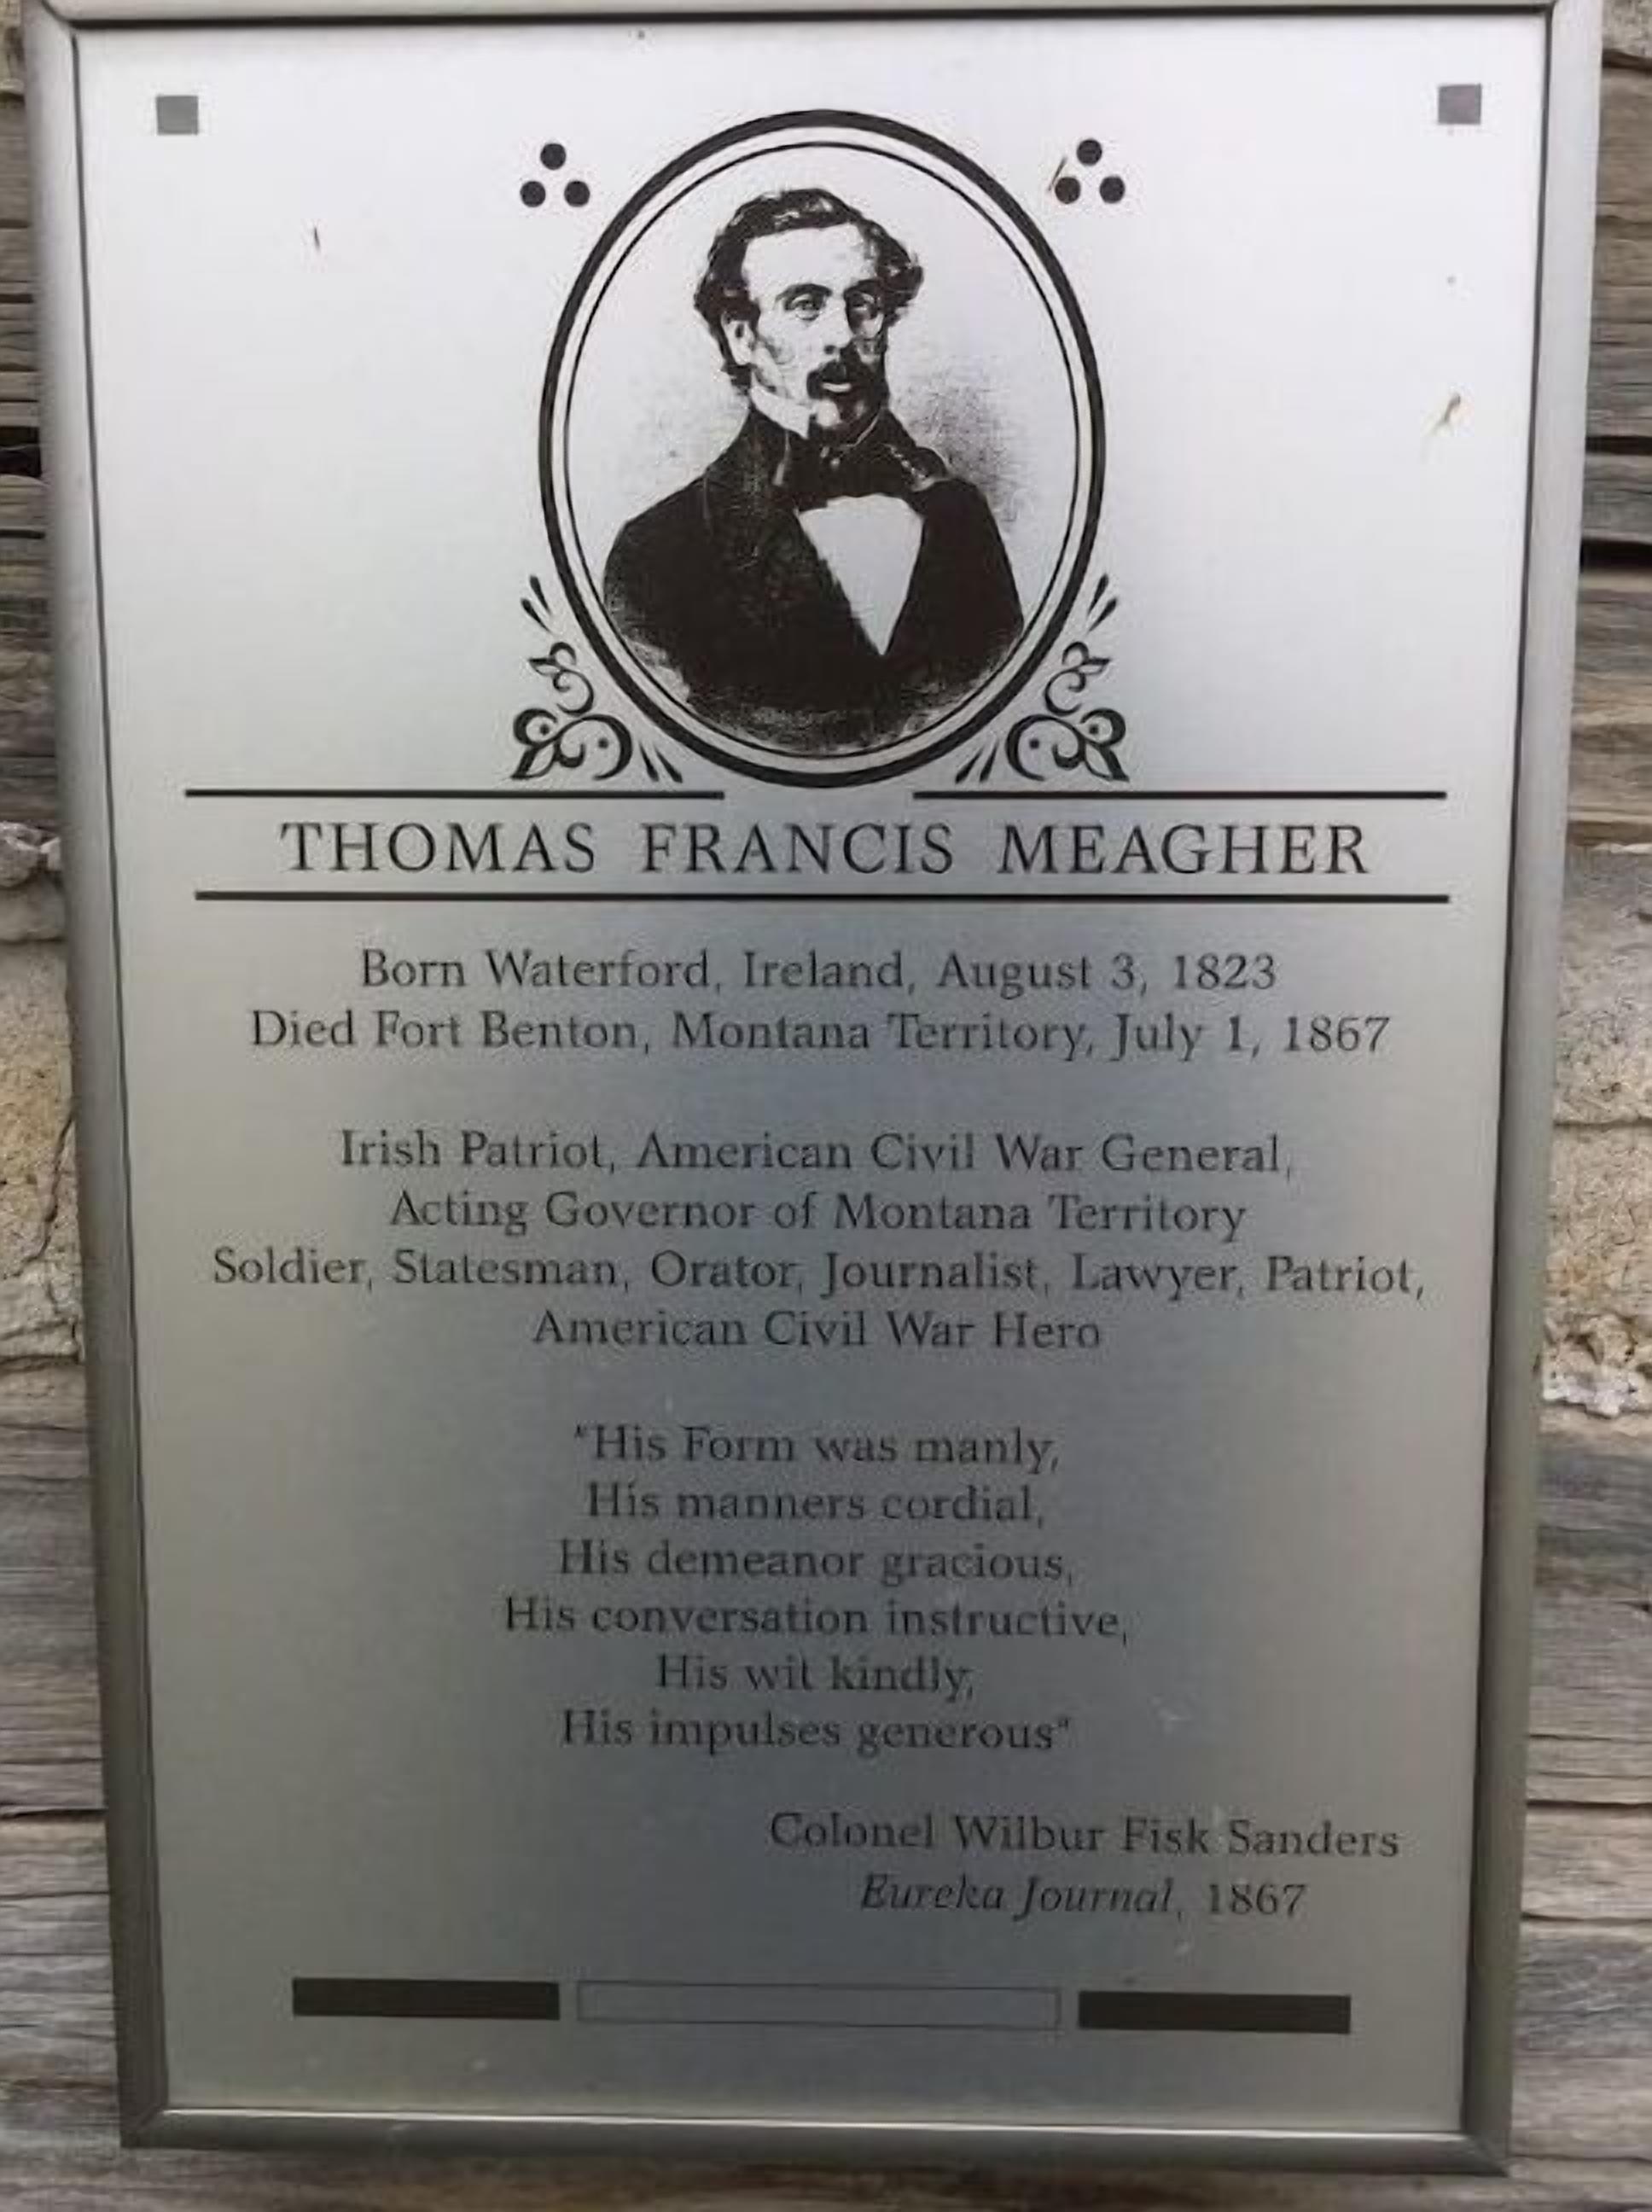 THOMAS FRANCIS MEAGHER
Born Waterford, Ireland, August 3, 1823
Died Fort Benton, Montana Territory, July 1, 1867
Irish Patriot, American Civil War General,
Acting Governor of Montana Territory
Soldier, Statesman, Orator, Journalist, Lawyer, Patriot,
American Civil War Hero
"His Form was manly,
His manners cordial,
His demeanor gracious,
His conversation instructive,
His wit kindly,
His impulses generous"
Colonel Wilbur Fisk Sanders
Eureka Journal, 1867